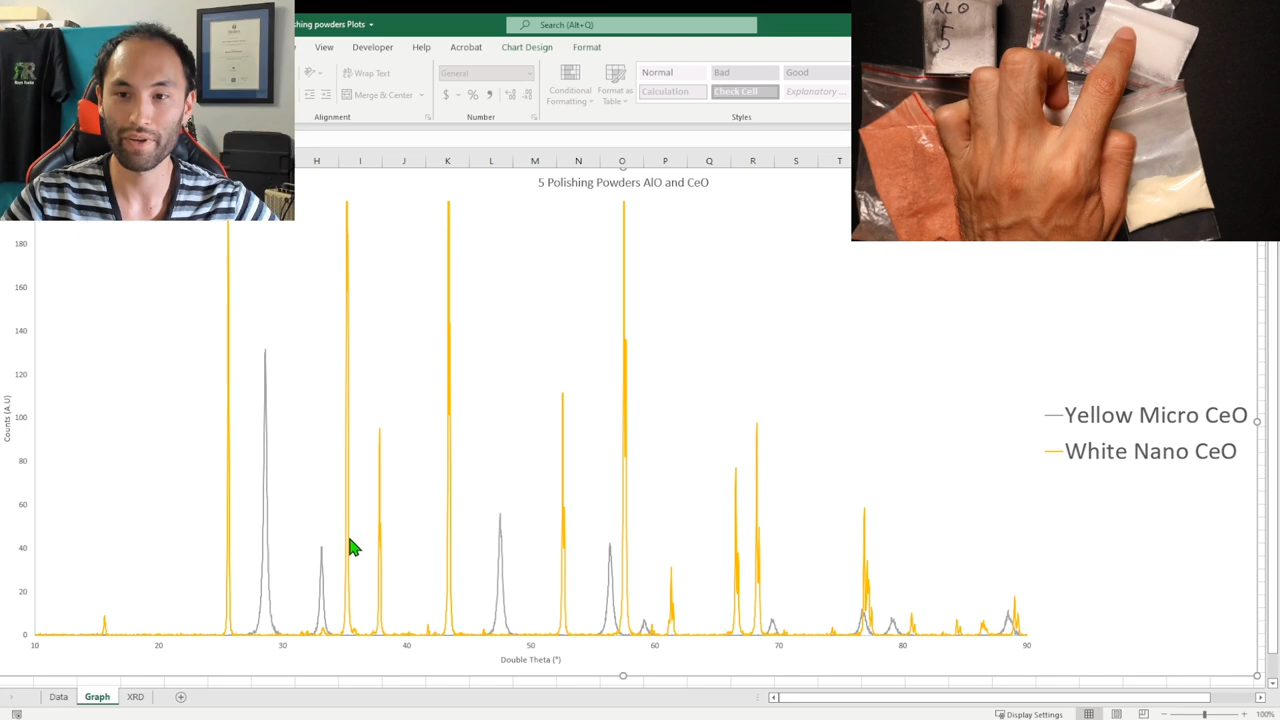 ishing powders Plots
Search (Alt+Q)
View Developer Help Acrobat Chart Design Format
Wrap Text
Merge & Center
General
$ %
Conditional Formatting
Format as Table
Normal Bad Good
Calculation Check Cell Explanatory ...
Alignment Number Styles
H I J K L M N O P Q R S T
5 Polishing Powders AlO and CeO
180
160
140
120
100
80
60
40
20
0
Counts (A.U)
10 20 30 40 50 60 70 80 90
Double Theta (°)
Yellow Micro CeO
White Nano CeO
Data Graph XRD
Display Settings
100%
ALO
5